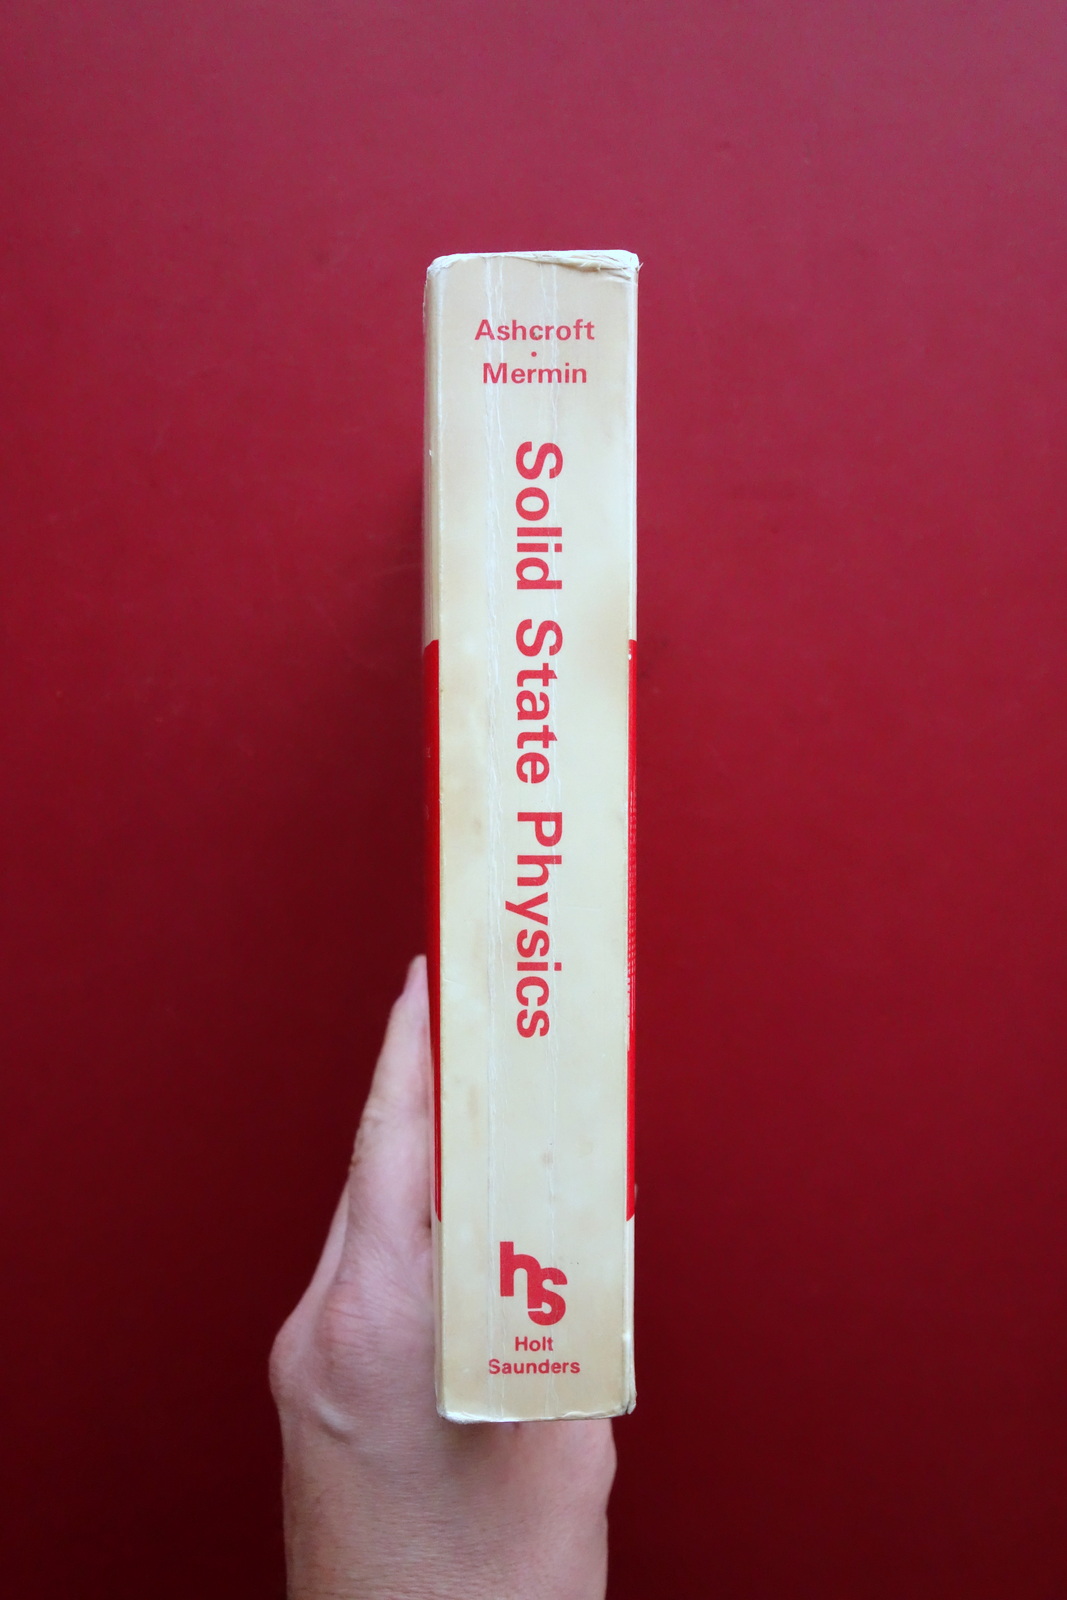 Ashcroft
•
Mermin
Solid State Physics
hs
Holt
Saunders